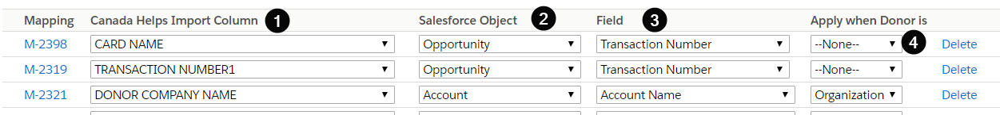 Mapping Canada Helps Import Column 1 Salesforce Object 2 Field 3 Apply when Donor is
M-2398 CARD NAME Opportunity Transaction Number --None-- 4 Delete
M-2319 TRANSACTION NUMBER1 Opportunity Transaction Number --None-- Delete
M-2321 DONOR COMPANY NAME Account Account Name Organization Delete